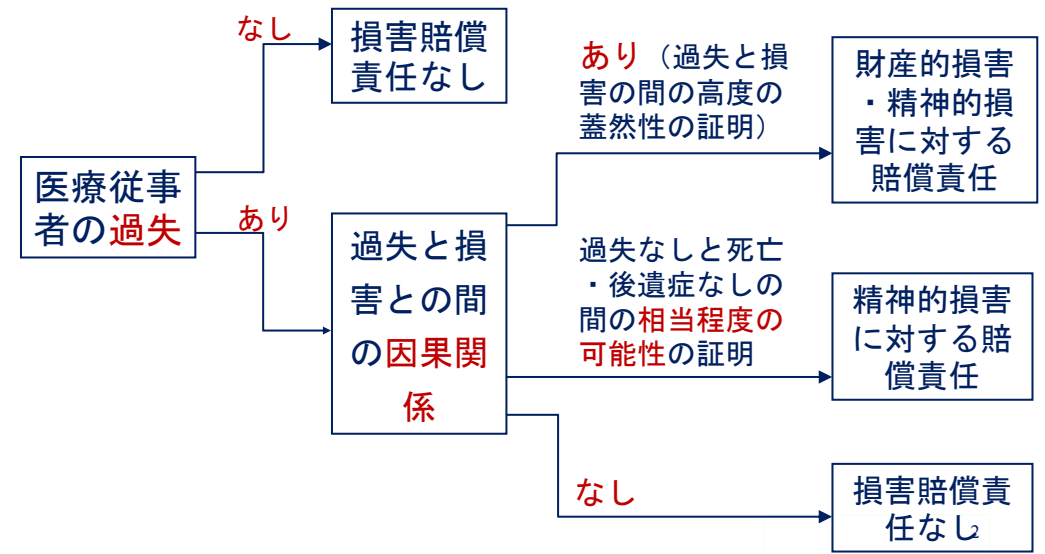 なし
損害賠償
責任なし
医療従事
者の過失
あり
過失と損
害との間
の因果関
係
あり（過失と損
害の間の高度の
蓋然性の証明）
財産的損害
・精神的損
害に対する
賠償責任
過失なしと死亡
・後遺症なしの
間の相当程度の
可能性の証明
精神的損害
に対する賠
償責任
なし
損害賠償責
任なし
2